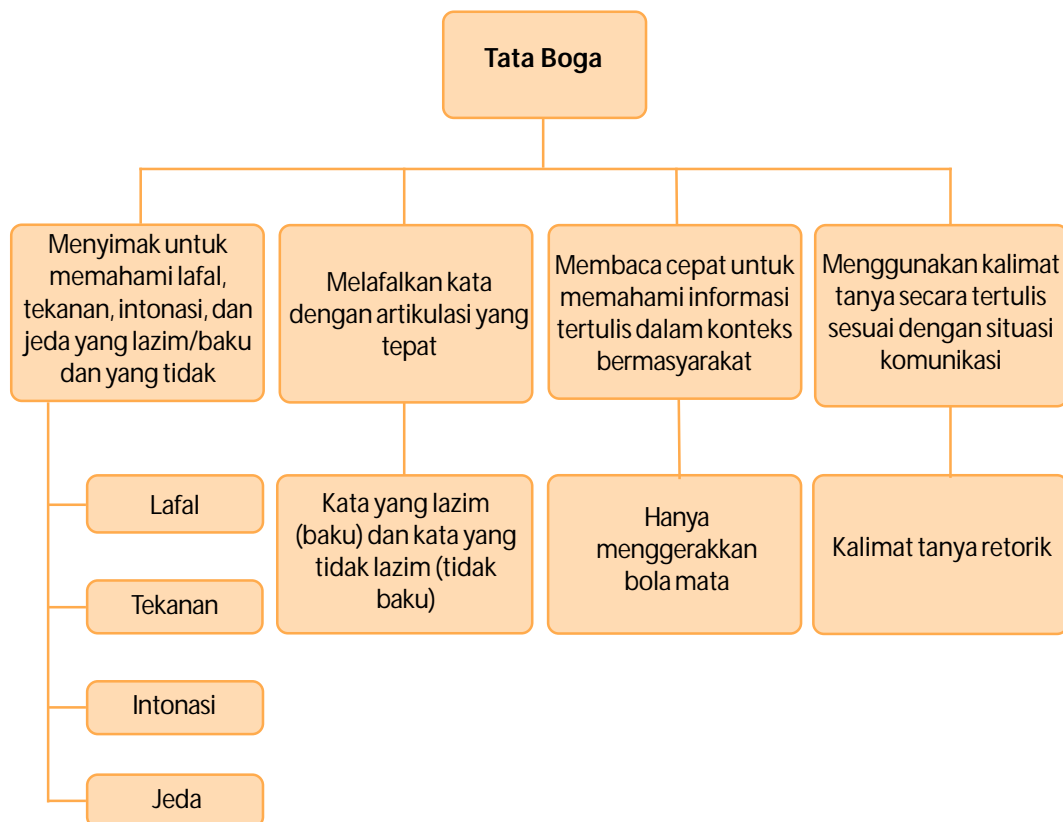 Tata Boga
Menyimak untuk
memahami lafal,
tekanan, intonasi, dan
jeda yang lazim/baku
dan yang tidak
Melafalkan kata
dengan artikulasi yang
tepat
Membaca cepat untuk
memahami informasi
tertulis dalam konteks
bermasyarakat
Menggunakan kalimat
tanya secara tertulis
sesuai dengan situasi
komunikasi
Lafal
Tekanan
Intonasi
Jeda
Kata yang lazim
(baku) dan kata yang
tidak lazim (tidak
baku)
Hanya
menggerakkan
bola mata
Kalimat tanya retorik